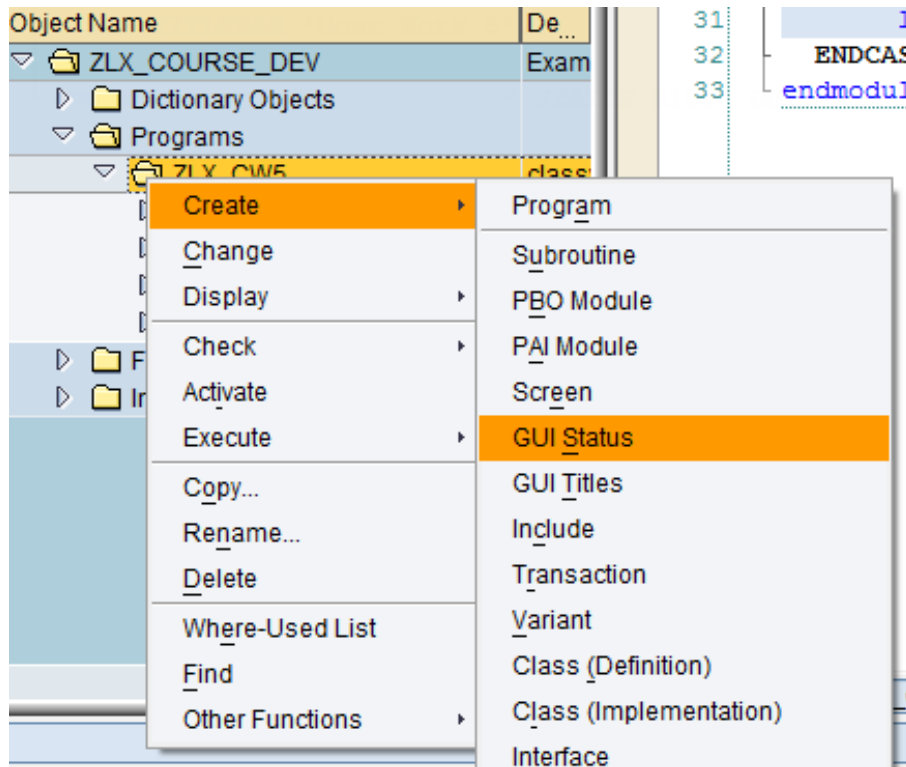 Object Name De...
ZLX_COURSE_DEV Exam
Dictionary Objects
Programs
ZLX_CW5 class
F
Ir
31
32 ENDCAS
33 endmodul
Create
Change
Display
Check
Activate
Execute
Copy...
Rename...
Delete
Where-Used List
Find
Other Functions
Program
Subroutine
PBO Module
PAI Module
Screen
GUI Status
GUI Titles
Include
Transaction
Variant
Class (Definition)
Class (Implementation)
Interface